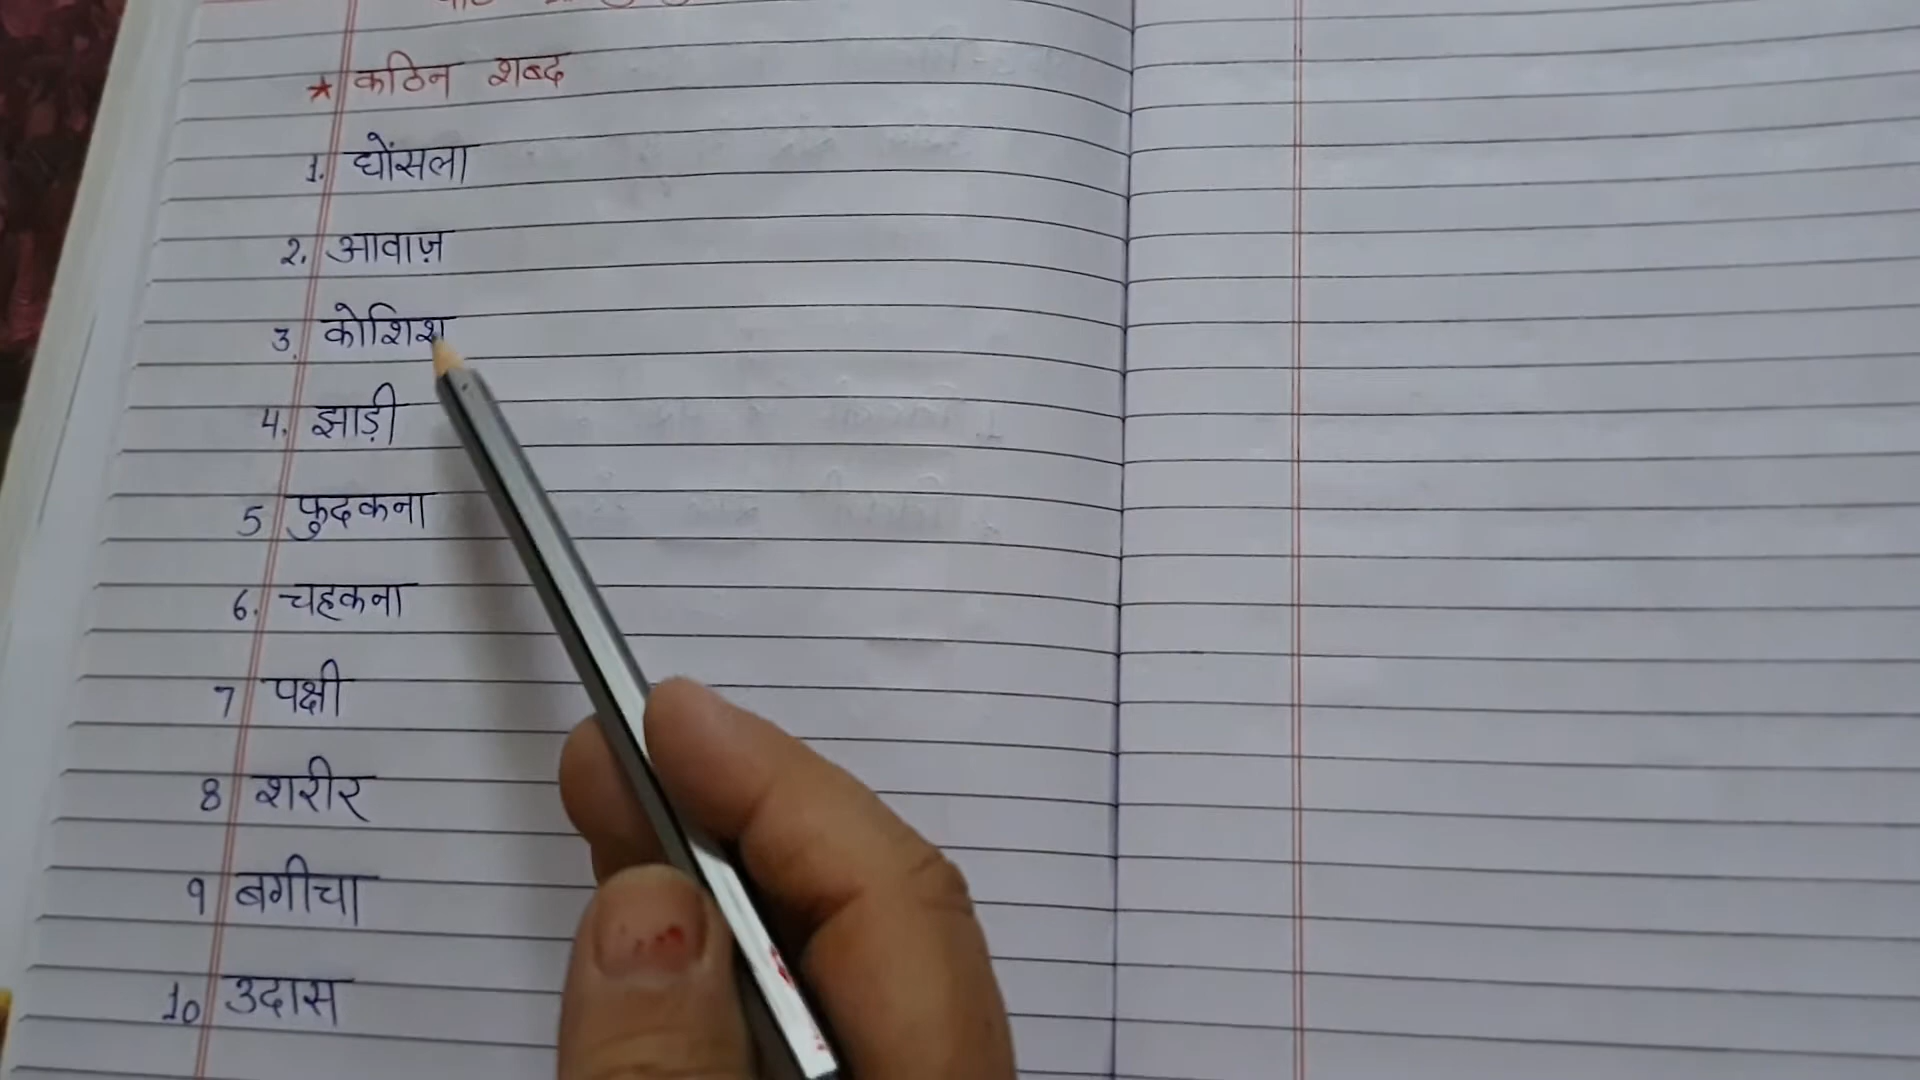 ★ कठिन शब्द
1. घोंसला
2. आवाज़
3. कोशिश
4. झाड़ी
5 फुदकना
6. चहकना
7 पक्षी
8 शरीर
9 बगीचा
10 उदास